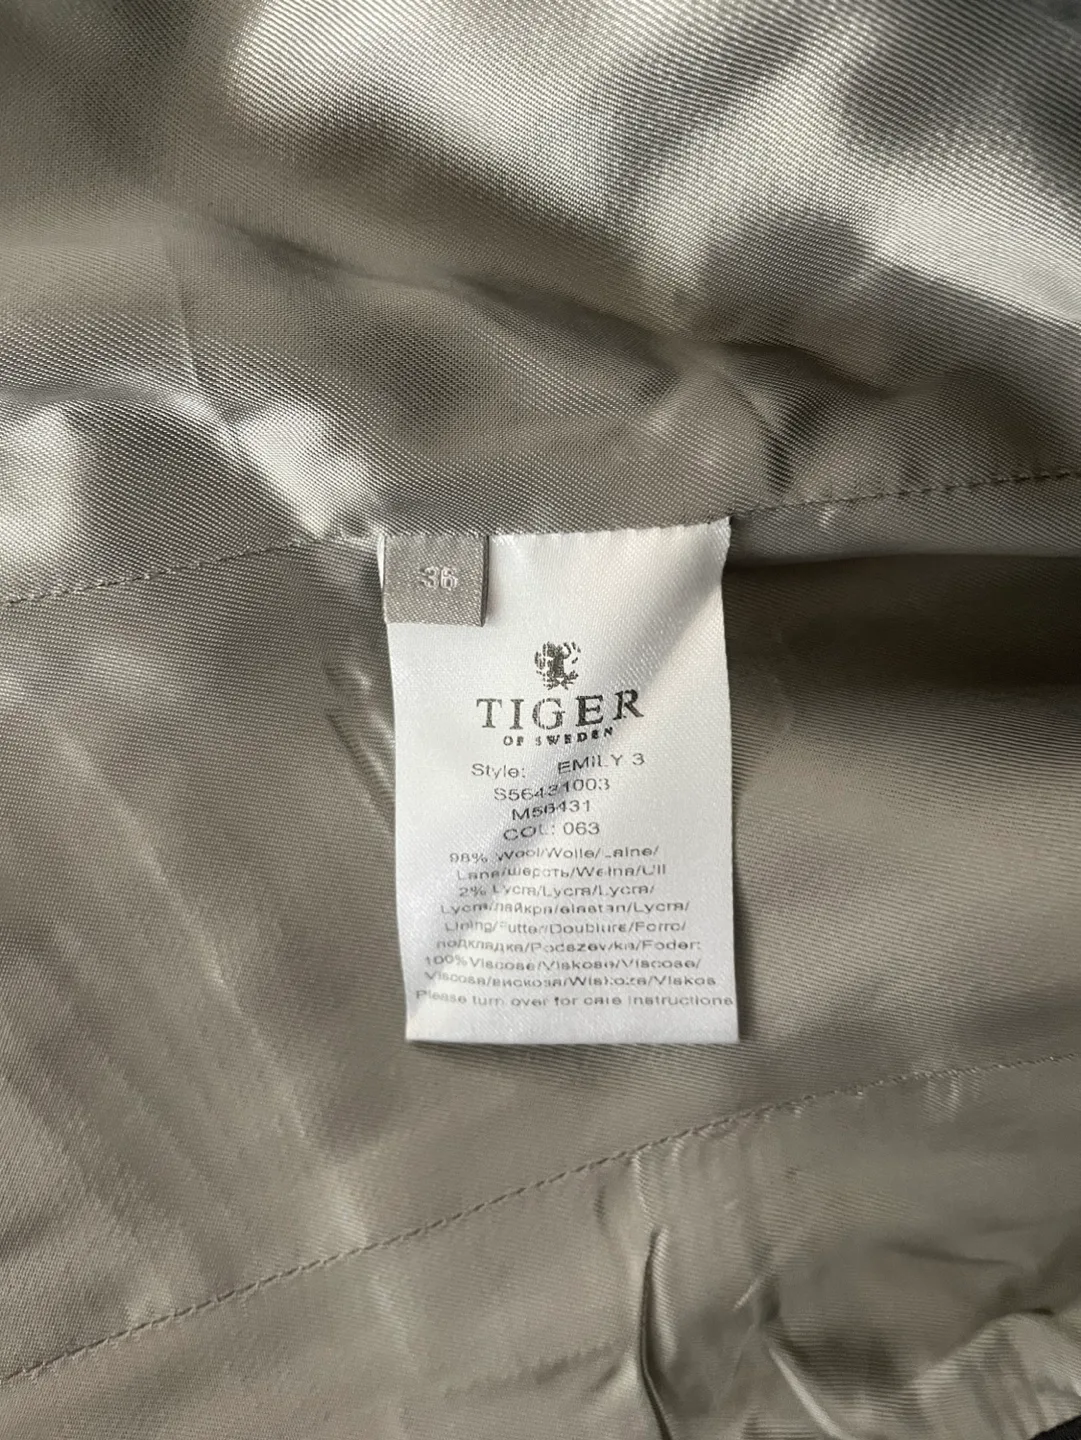 36
TIGER
OF SWEDEN
Style: EMILY 3
S56431003
M56431
COL: 063
98% Wool/Wolle/Laine/
Lana/шерсть/Wełna/Ull
2% Lycra/Lycra/Lycra/
Lycra/лайкра/elastan/Lycra/
Lining/Futter/Doublure/Forro/
подкладка/Podszewka/Foder:
100%Viscose/Viskose/Viscose/
Viscosa/вискоза/Wiskoza/Viskos
Please turn over for care instructions